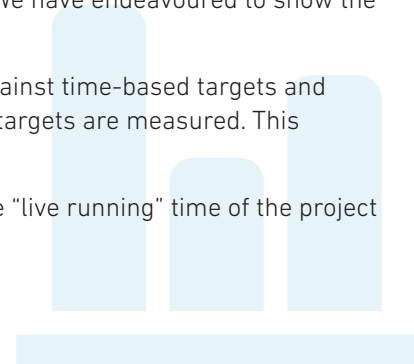 We have endeavoured to show the
ainst time-based targets and
targets are measured. This
e “live running” time of the project